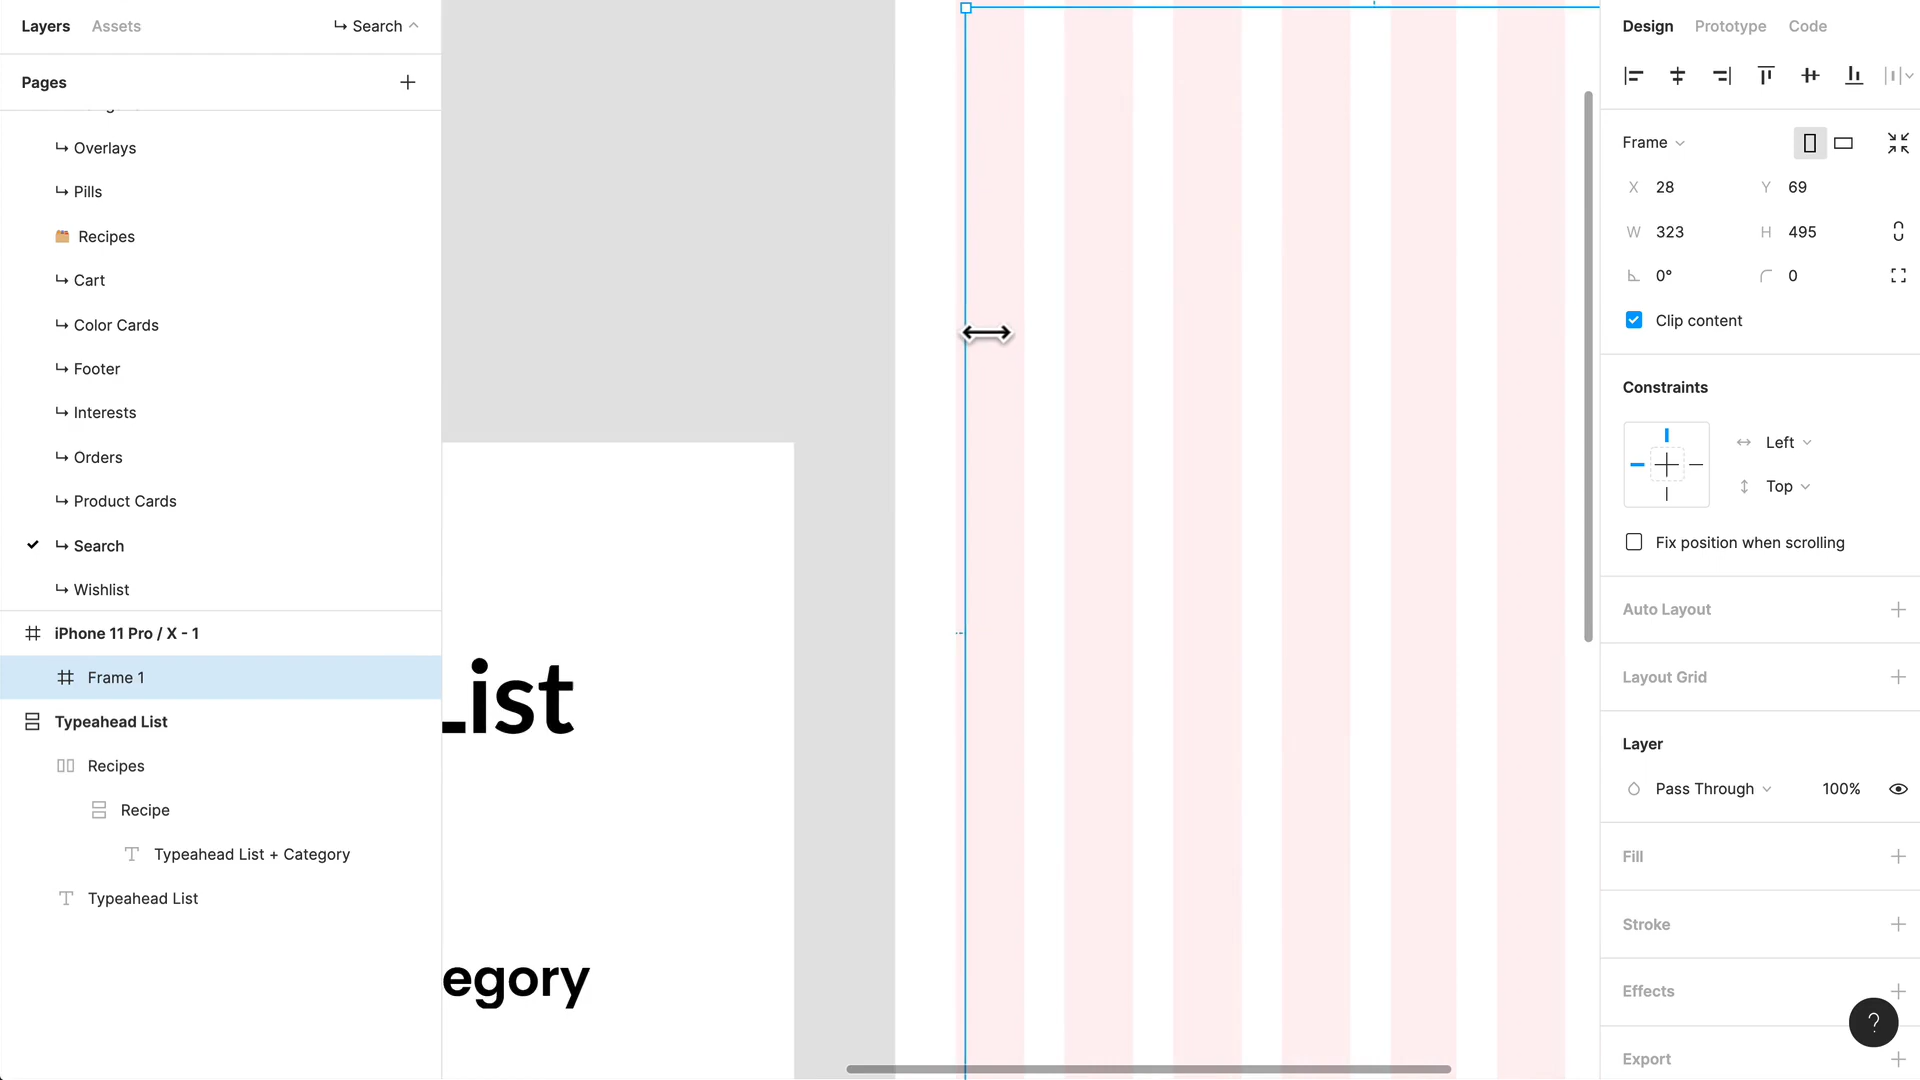 Layers Assets ↳ Search
Pages
↳ Overlays
↳ Pills
Recipes
↳ Cart
↳ Color Cards
↳ Footer
↳ Interests
↳ Orders
↳ Product Cards
↳ Search
↳ Wishlist
iPhone 11 Pro / X - 1
Frame 1
Typeahead List
Recipes
Recipe
Typeahead List + Category
Typeahead List
List
egory
Design Prototype Code
Frame
X 28 Y 69
W 323 H 495
0° 0
Clip content
Constraints
Left
Top
Fix position when scrolling
Auto Layout
Layout Grid
Layer
Pass Through 100%
Fill
Stroke
Effects
?
Export